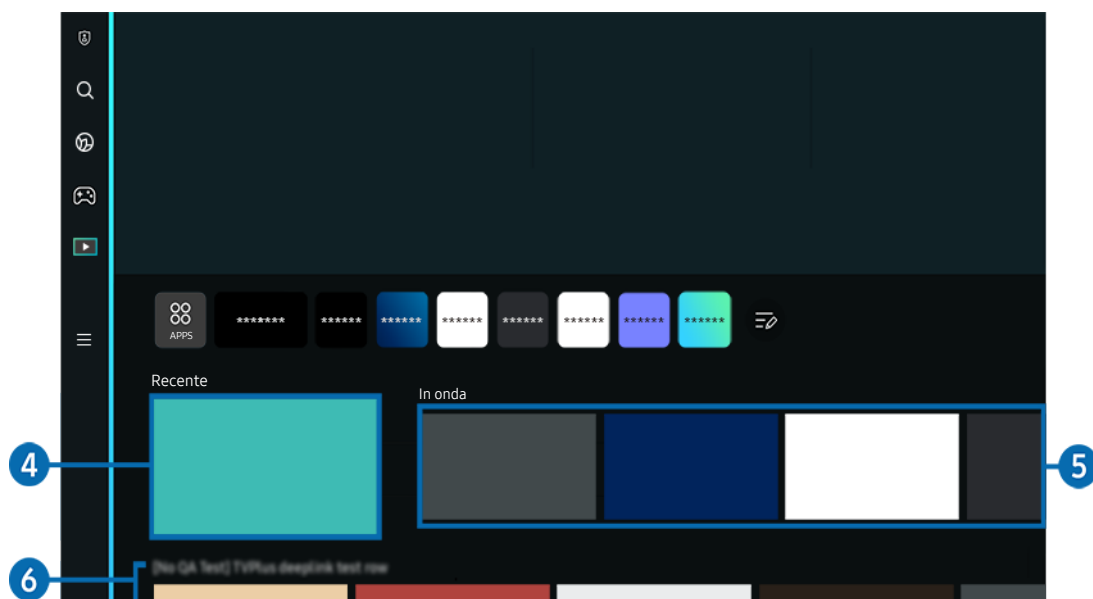 APPS
******* ****** ****** ****** ****** ****** ****** ******
Recente
In onda
4
5
[No QA Test] TVPlus deeplink test row
6